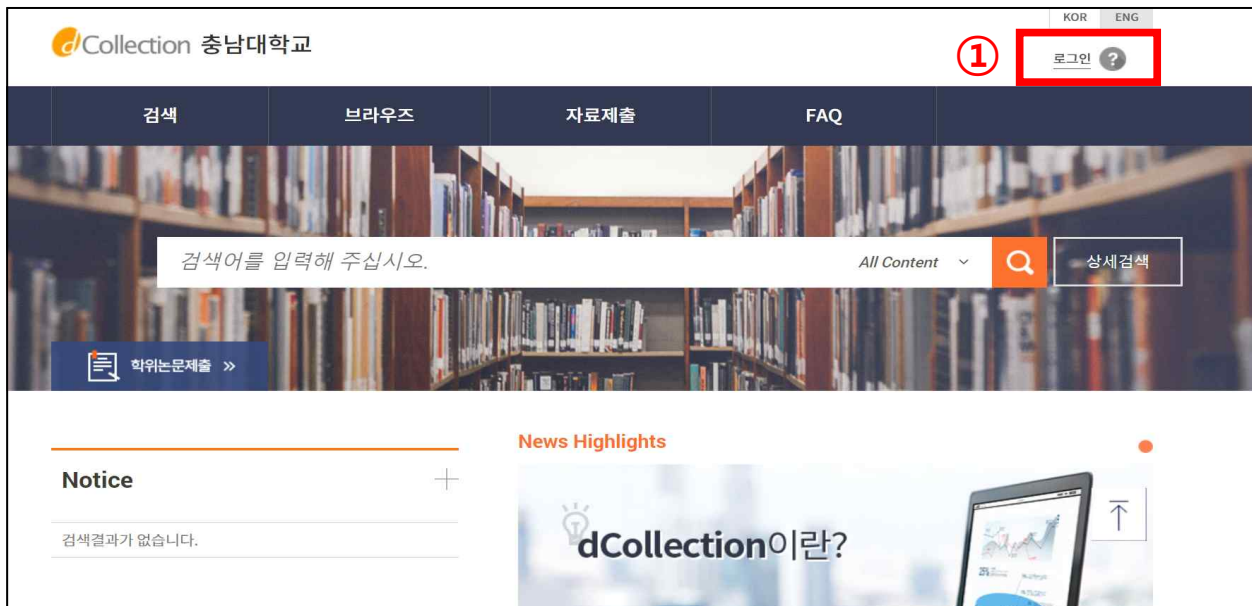 KOR ENG
dCollection 충남대학교
① 로그인 ?
검색 브라우즈 자료제출 FAQ
검색어를 입력해 주십시오. All Content 상세검색
학위논문제출 »
News Highlights
Notice
검색결과가 없습니다.
dCollection이란?